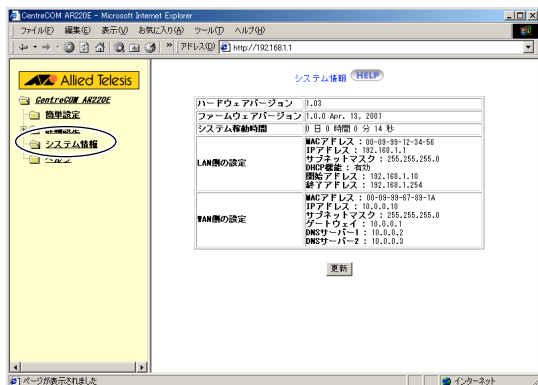 CentreCOM AR220E - Microsoft Internet Explorer
ファイル(F) 編集(E) 表示(V) お気に入り(A) ツール(T) ヘルプ(H)
アドレス(D) http://192.168.1.1
Allied Telesis
CentreCOM AR220E
簡単設定
システム情報
ヘルプ
システム情報 HELP
ハードウェアバージョン 1.03
ファームウェアバージョン 1.0.0 Apr. 13, 2001
システム稼動時間 0 日 0 時間 0 分 14 秒
LAN側の設定
MACアドレス : 00-09-99-12-34-56
IPアドレス : 192.168.1.1
サブネットマスク : 255.255.255.0
DHCP機能 : 有効
開始アドレス : 192.168.1.10
終了アドレス : 192.168.1.254
WAN側の設定
MACアドレス : 00-09-99-67-89-1A
IPアドレス : 10.0.0.10
サブネットマスク : 255.255.255.0
ゲートウェイ : 10.0.0.1
DNSサーバー1 : 10.0.0.2
DNSサーバー2 : 10.0.0.3
更新
ページが表示されました インターネット